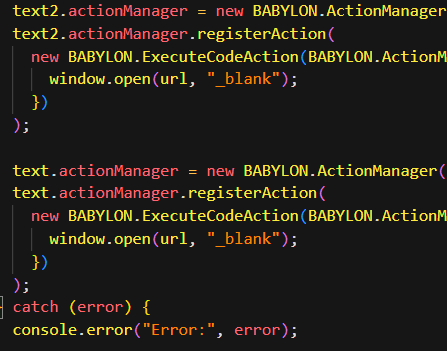 text2.actionManager = new BABYLON.ActionManager
text2.actionManager.registerAction(
new BABYLON.ExecuteCodeAction(BABYLON.ActionM
window.open(url, "_blank");
})
);
text.actionManager = new BABYLON.ActionManager(
text.actionManager.registerAction(
new BABYLON.ExecuteCodeAction(BABYLON.ActionM
window.open(url, "_blank");
})
);
catch (error) {
console.error("Error:", error);